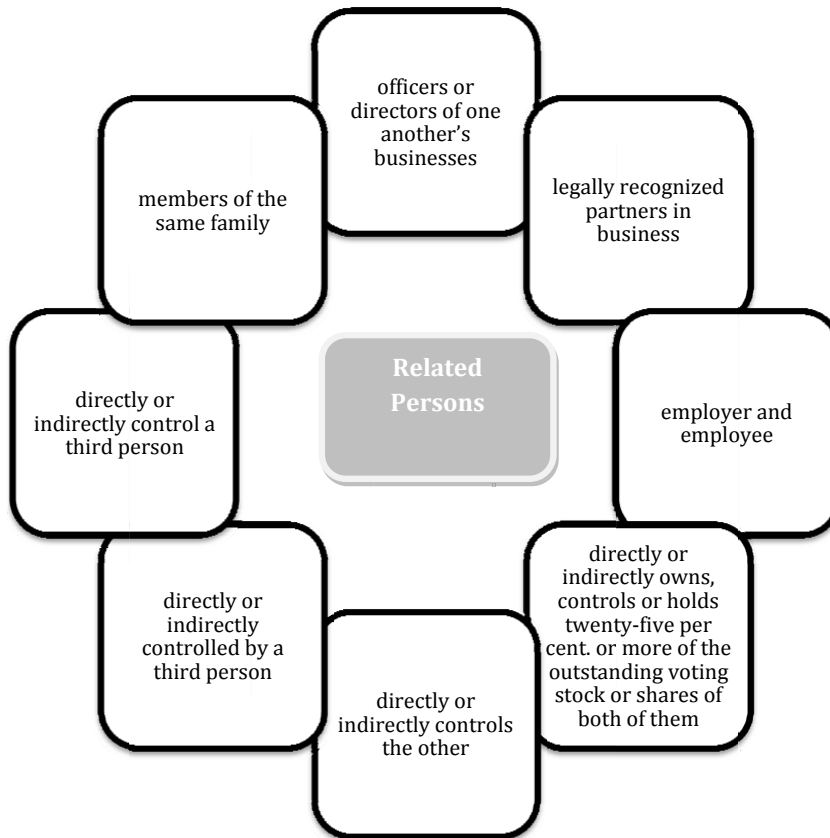 officers or
directors of one
another’s
businesses
legally recognized
partners in
business
employer and
employee
directly or
indirectly owns,
controls or holds
twenty-five per
cent. or more of the
outstanding voting
stock or shares of
both of them
directly or
indirectly controls
the other
directly or
indirectly
controlled by a
third person
directly or
indirectly control a
third person
members of the
same family
Related
Persons